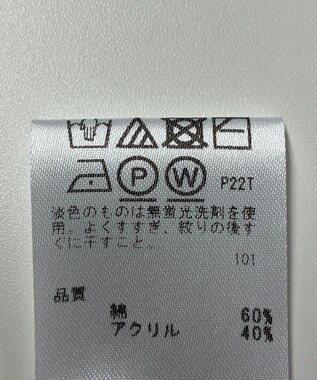 P W P22T
淡色のものは無蛍光洗剤を使
用。よくすすぎ、絞りの後す
ぐに干すこと。
101
品質
綿 60%
アクリル 40%